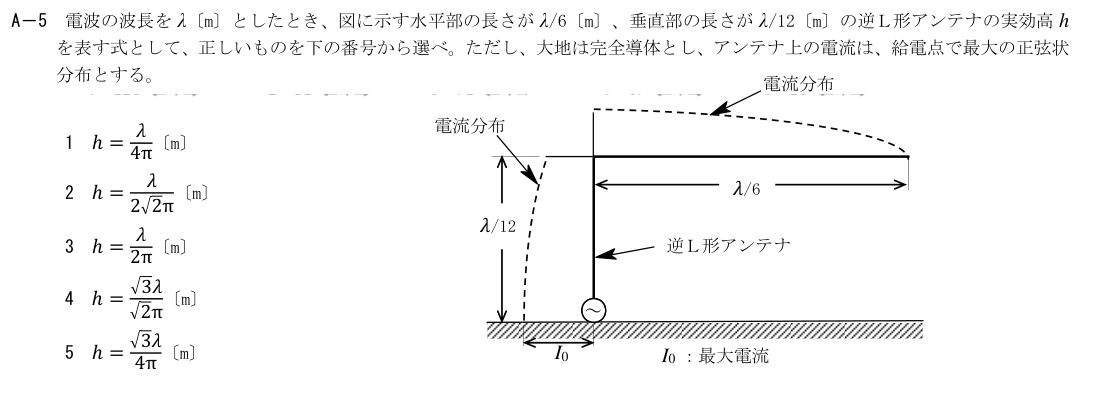 A－5 電波の波長をλ〔m〕としたとき、図に示す水平部の長さがλ/6〔m〕、垂直部の長さがλ/12〔m〕の逆L形アンテナの実効高h
を表す式として、正しいものを下の番号から選べ。ただし、大地は完全導体とし、アンテナ上の電流は、給電点で最大の正弦状
分布とする。
1 h = λ/4π〔m〕
2 h = λ/2√2π〔m〕
3 h = λ/2π〔m〕
4 h = √3λ/√2π〔m〕
5 h = √3λ/4π〔m〕
電流分布
電流分布
λ/6
λ/12
逆L形アンテナ
I₀
I₀：最大電流